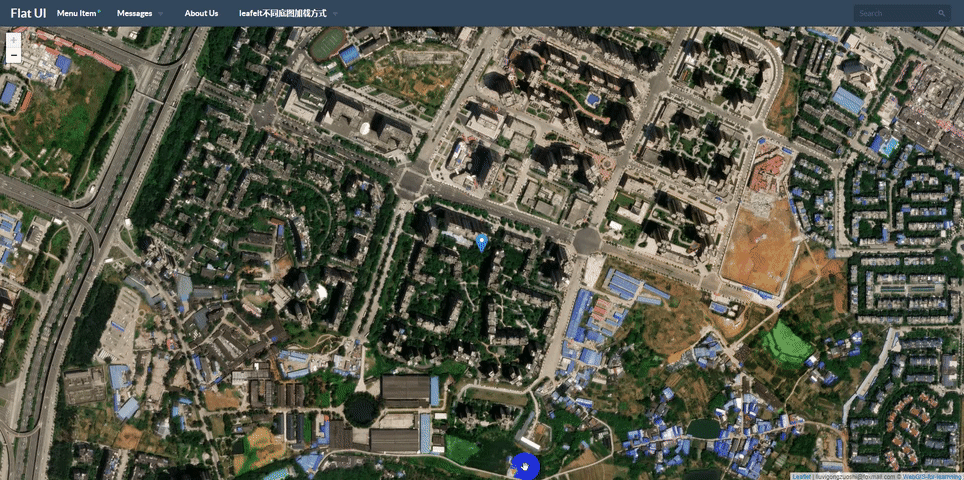 Flat UI Menu Item Messages About Us leafelt不同底图加载方式 Search
+
−
Leaflet | liuvigongzuoshi@foxmail.com © WebGIS-for-learnning